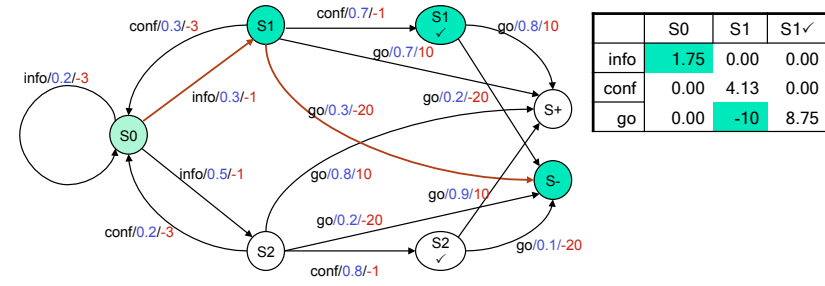 conf/0.3/-3
S1
conf/0.7/-1
S1
✓
go/0.8/10
go/0.7/10
info/0.2/-3
info/0.3/-1
go/0.3/-20
go/0.2/-20
S+
S0
info/0.5/-1
go/0.8/10
go/0.9/10
S-
go/0.2/-20
conf/0.2/-3
S2
S2
✓
go/0.1/-20
conf/0.8/-1
S0 S1 S1✓
info 1.75 0.00 0.00
conf 0.00 4.13 0.00
go 0.00 -10 8.75